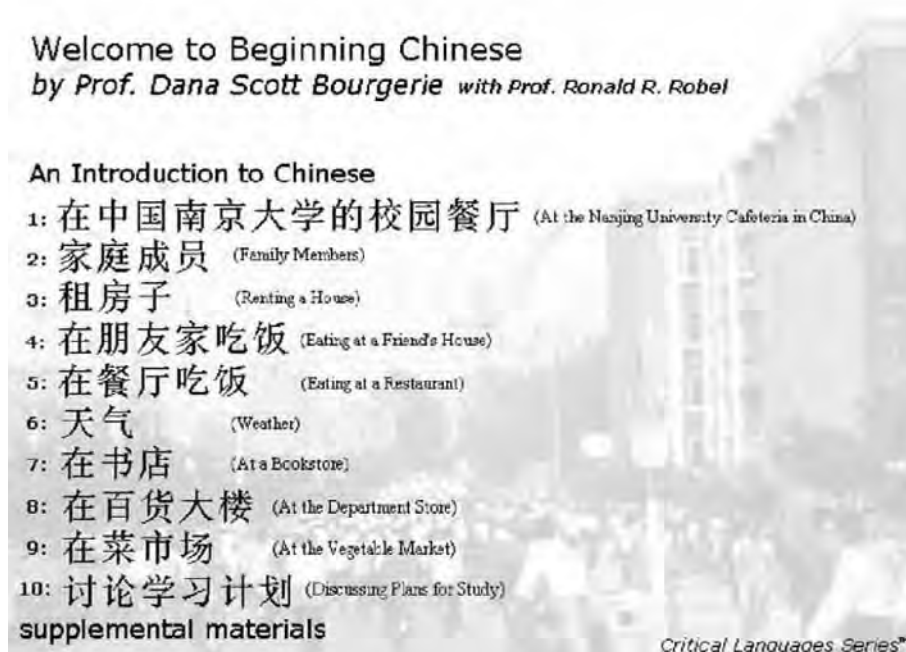 Welcome to Beginning Chinese
by Prof. Dana Scott Bourgerie with Prof. Ronald R. Robel
An Introduction to Chinese
1: 在中国南京大学的校园餐厅 (At the Nanjing University Cafeteria in China)
2: 家庭成员 (Family Members)
3: 租房子 (Renting a House)
4: 在朋友家吃饭 (Eating at a Friend's House)
5: 在餐厅吃饭 (Eating at a Restaurant)
6: 天气 (Weather)
7: 在书店 (At a Bookstore)
8: 在百货大楼 (At the Department Store)
9: 在菜市场 (At the Vegetable Market)
10: 讨论学习计划 (Discussing Plans for Study)
supplemental materials
Critical Languages Series™